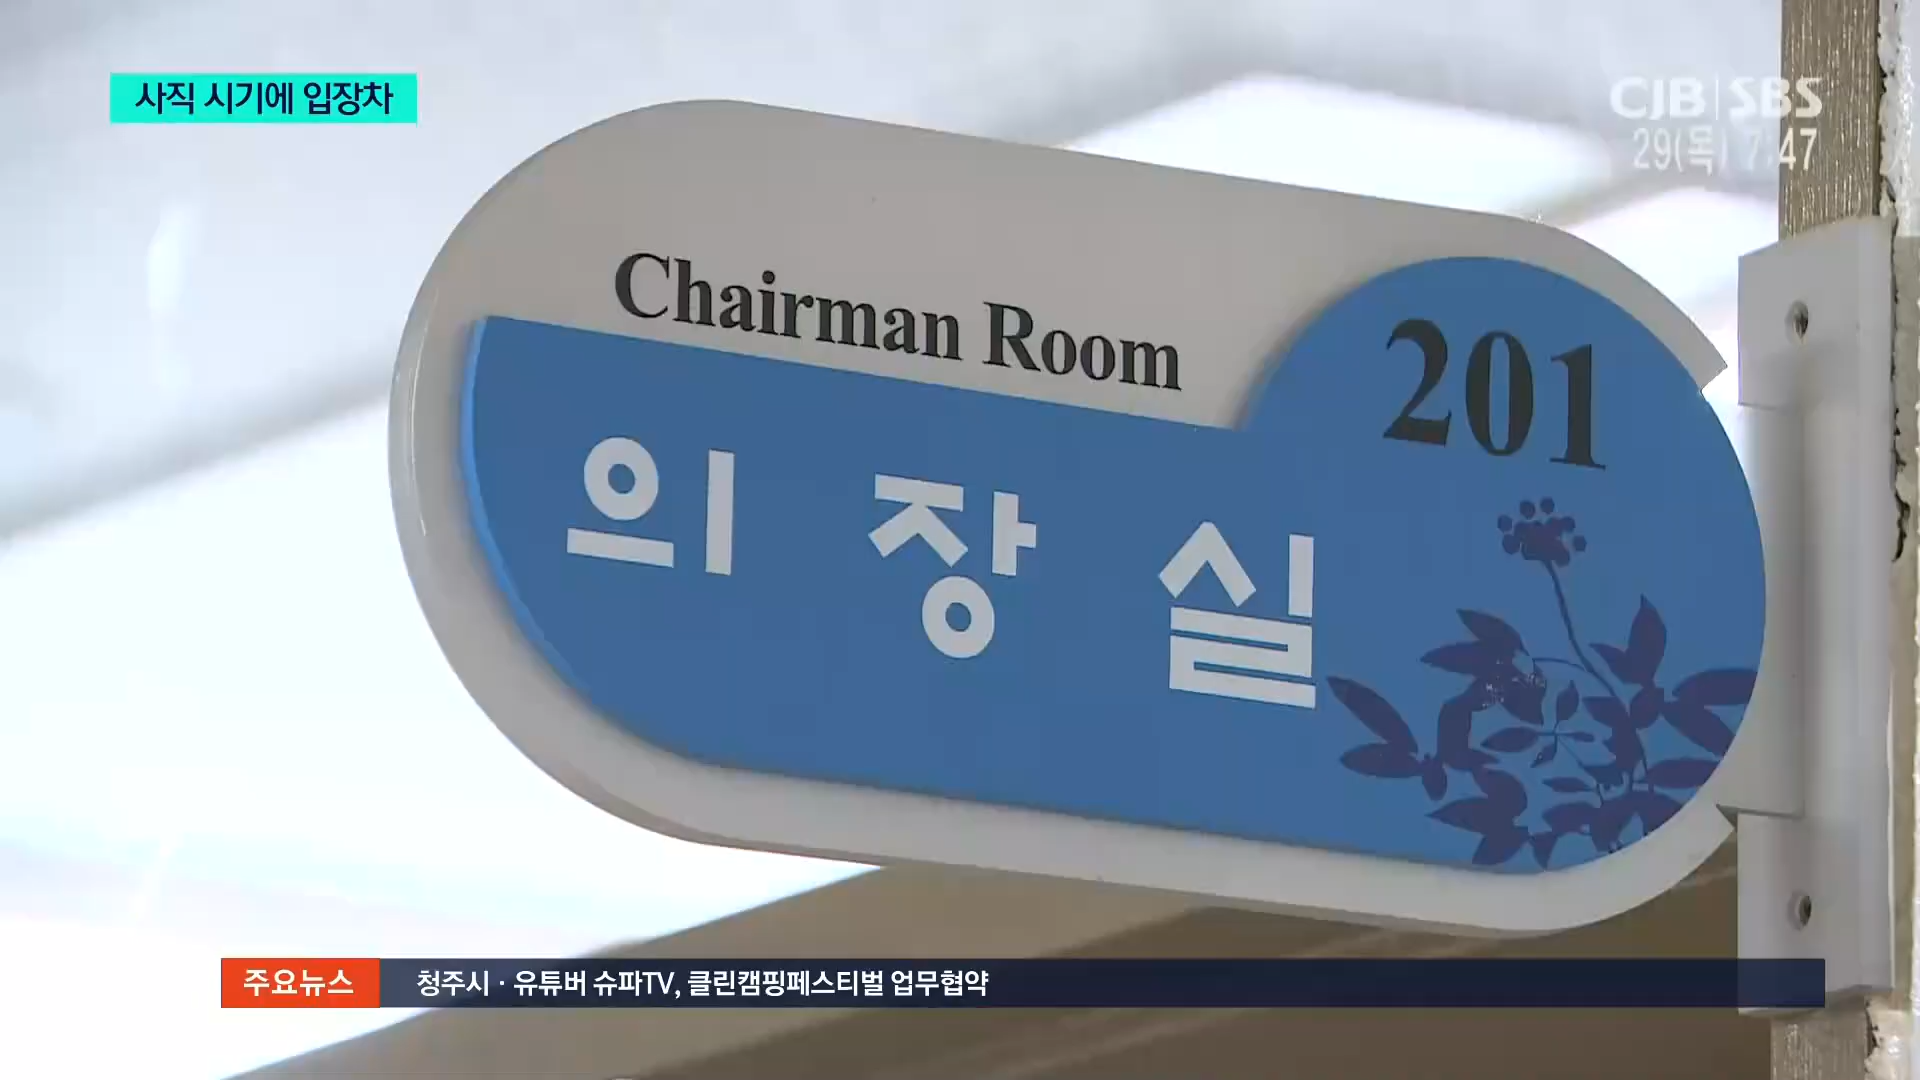 사직 시기에 입장차
CJB SBS
29(목) 7:47
Chairman Room
201
의장실
주요뉴스
청주시·유튜버 슈파TV, 클린캠핑페스티벌 업무협약